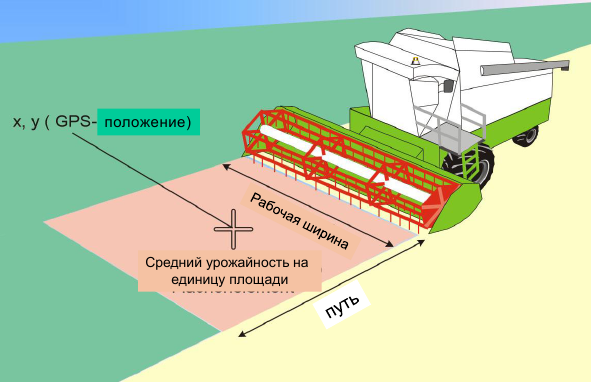 x, y ( GPS- положение)
Рабочая ширина
Средний урожайность на
единицу площади
путь